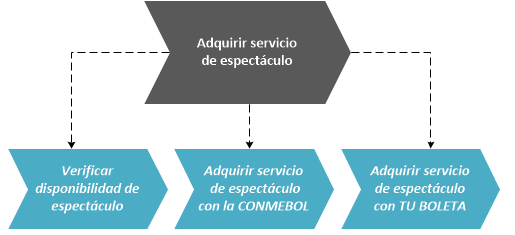 Adquirir servicio
de espectáculo
Verificar
disponibilidad de
espectáculo
Adquirir servicio
de espectáculo
con la CONMEBOL
Adquirir servicio
de espectáculo
con TU BOLETA